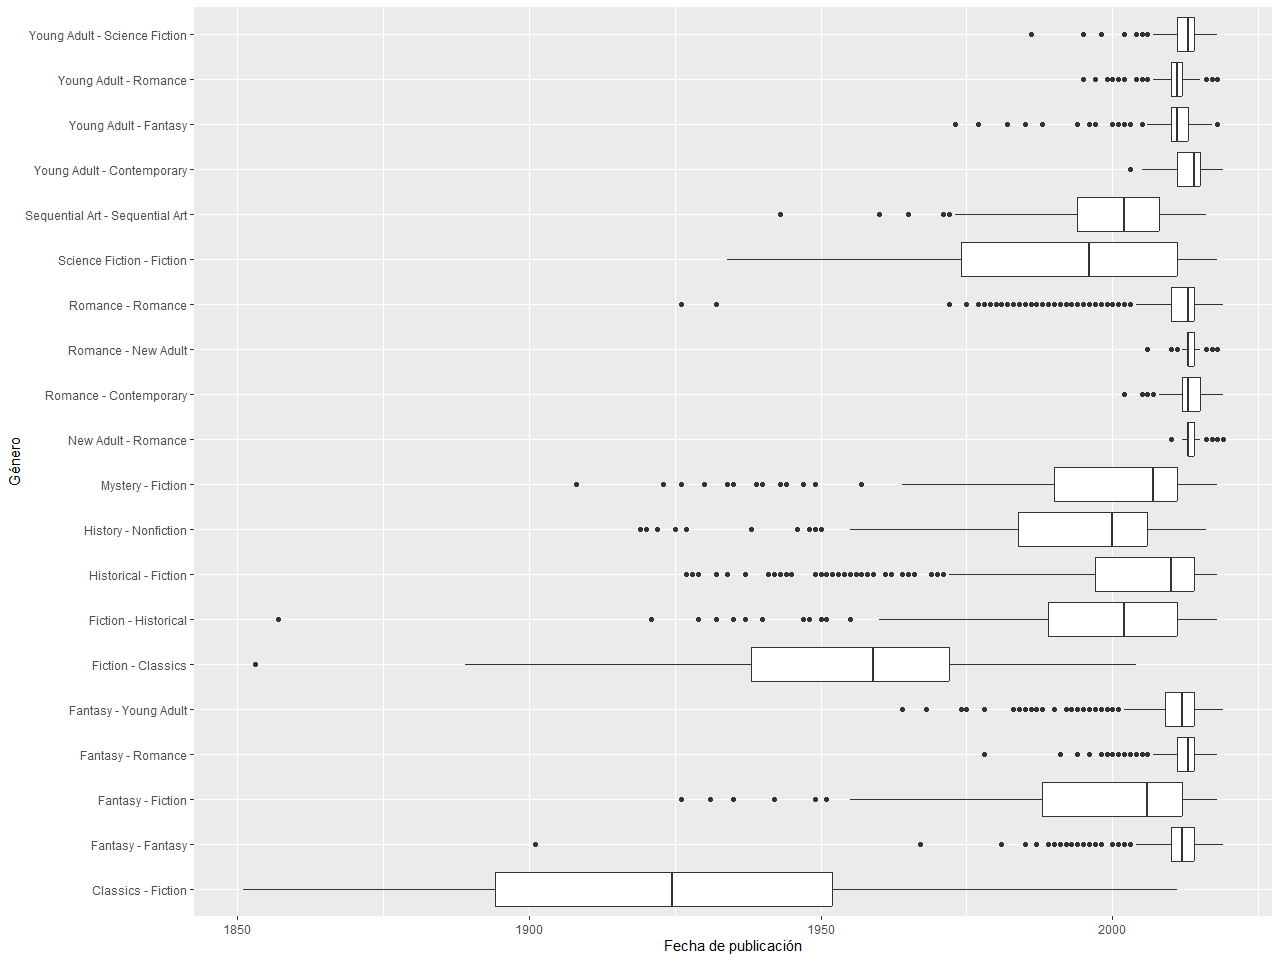 Young Adult - Science Fiction
Young Adult - Romance
Young Adult - Fantasy
Young Adult - Contemporary
Sequential Art - Sequential Art
Science Fiction - Fiction
Romance - Romance
Romance - New Adult
Romance - Contemporary
New Adult - Romance
Mystery - Fiction
History - Nonfiction
Historical - Fiction
Fiction - Historical
Fiction - Classics
Fantasy - Young Adult
Fantasy - Romance
Fantasy - Fiction
Fantasy - Fantasy
Classics - Fiction
Género
1850 1900 1950 2000
Fecha de publicación